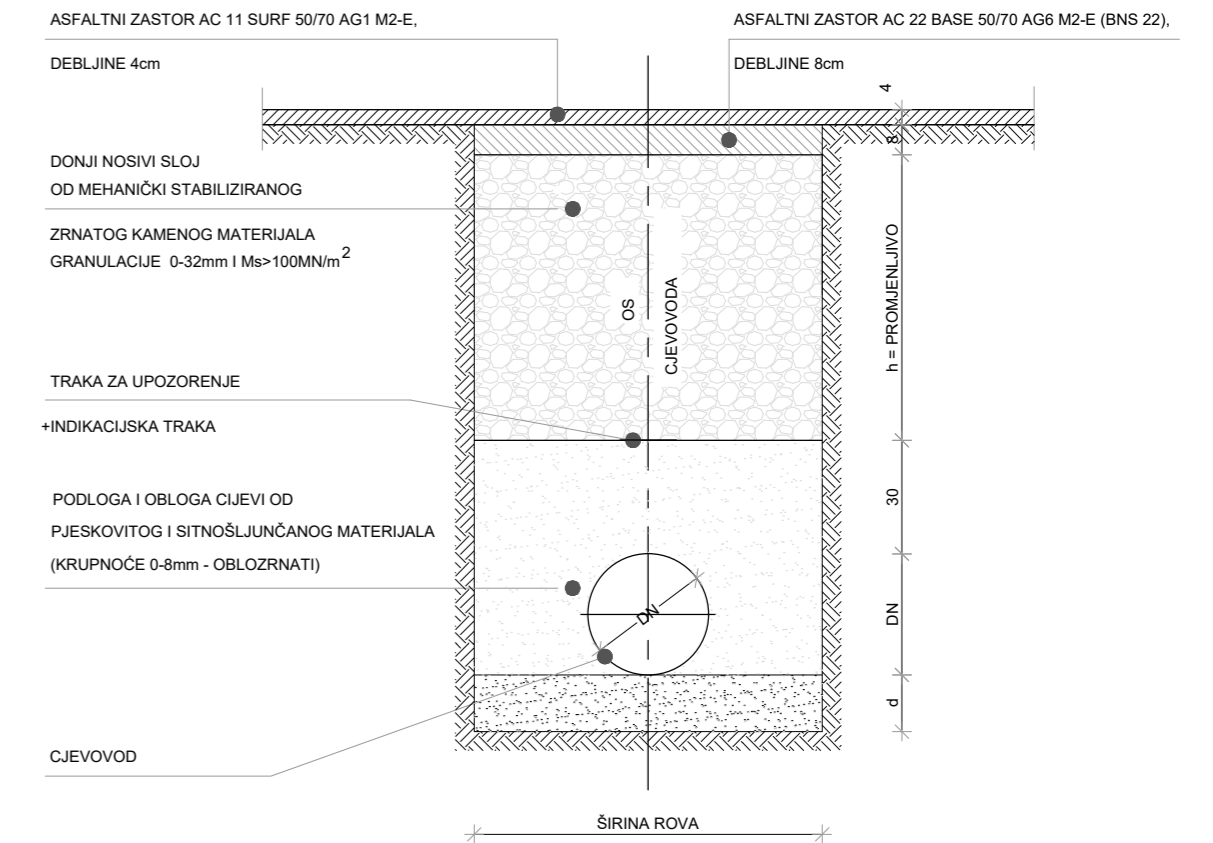 ASFALTNI ZASTOR AC 11 SURF 50/70 AG1 M2-E,
DEBLJINE 4cm
ASFALTNI ZASTOR AC 22 BASE 50/70 AG6 M2-E (BNS 22),
DEBLJINE 8cm
4
8
DONJI NOSIVI SLOJ
OD MEHANIČKI STABILIZIRANOG
ZRNATOG KAMENOG MATERIJALA
GRANULACIJE 0-32mm I Ms>100MN/m²
OS
CJEVOVODA
h = PROMJENLJIVO
TRAKA ZA UPOZORENJE
+INDIKACIJSKA TRAKA
PODLOGA I OBLOGA CIJEVI OD
PJESKOVITOG I SITNOŠLJUNČANOG MATERIJALA
(KRUPNOĆE 0-8mm - OBLOZRNATI)
30
DN
DN
d
CJEVOVOD
ŠIRINA ROVA